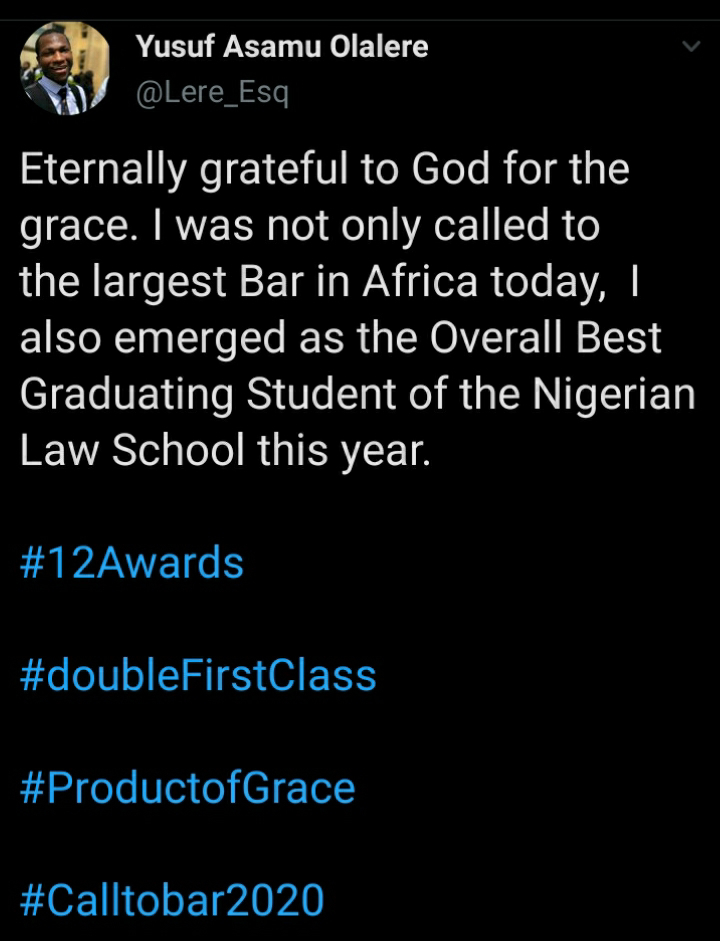 Yusuf Asamu Olalere
@Lere_Esq
Eternally grateful to God for the
grace. I was not only called to
the largest Bar in Africa today,  I
also emerged as the Overall Best
Graduating Student of the Nigerian
Law School this year.
#12Awards
#doubleFirstClass
#ProductofGrace
#Calltobar2020